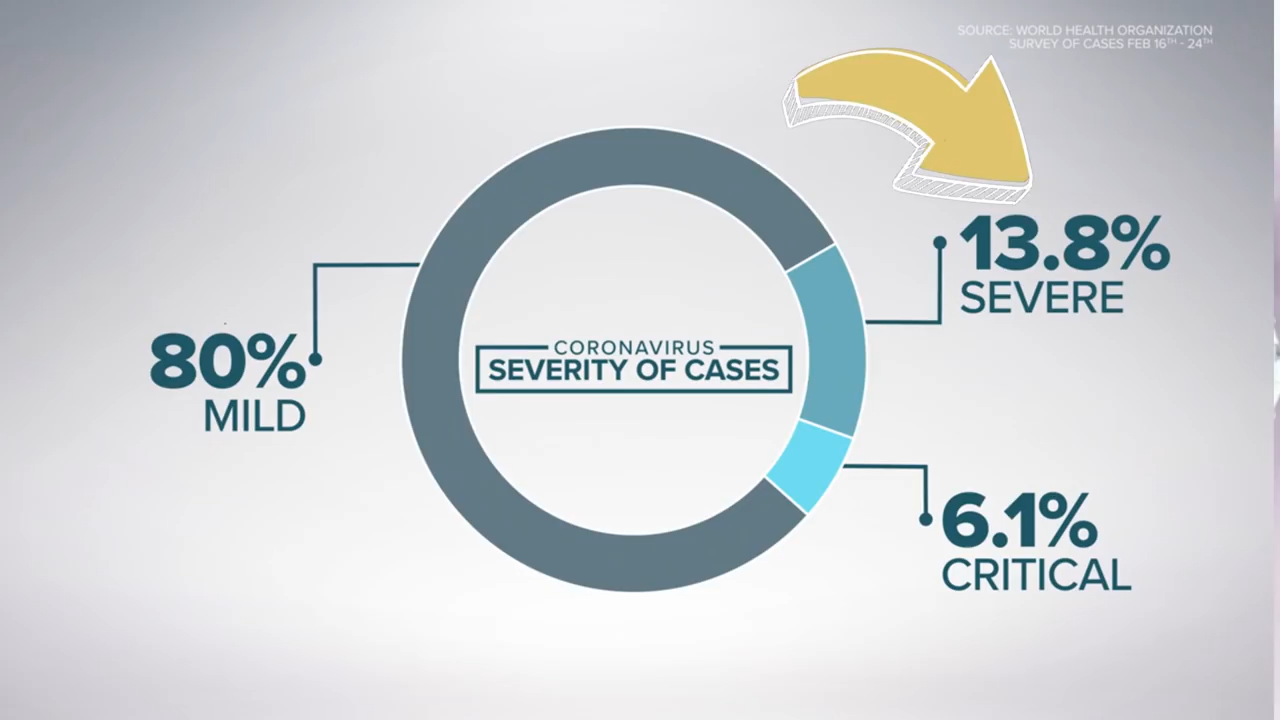 SOURCE: WORLD HEALTH ORGANIZATION
SURVEY OF CASES FEB 16TH - 24TH
13.8%
SEVERE
80%
MILD
CORONAVIRUS
SEVERITY OF CASES
6.1%
CRITICAL